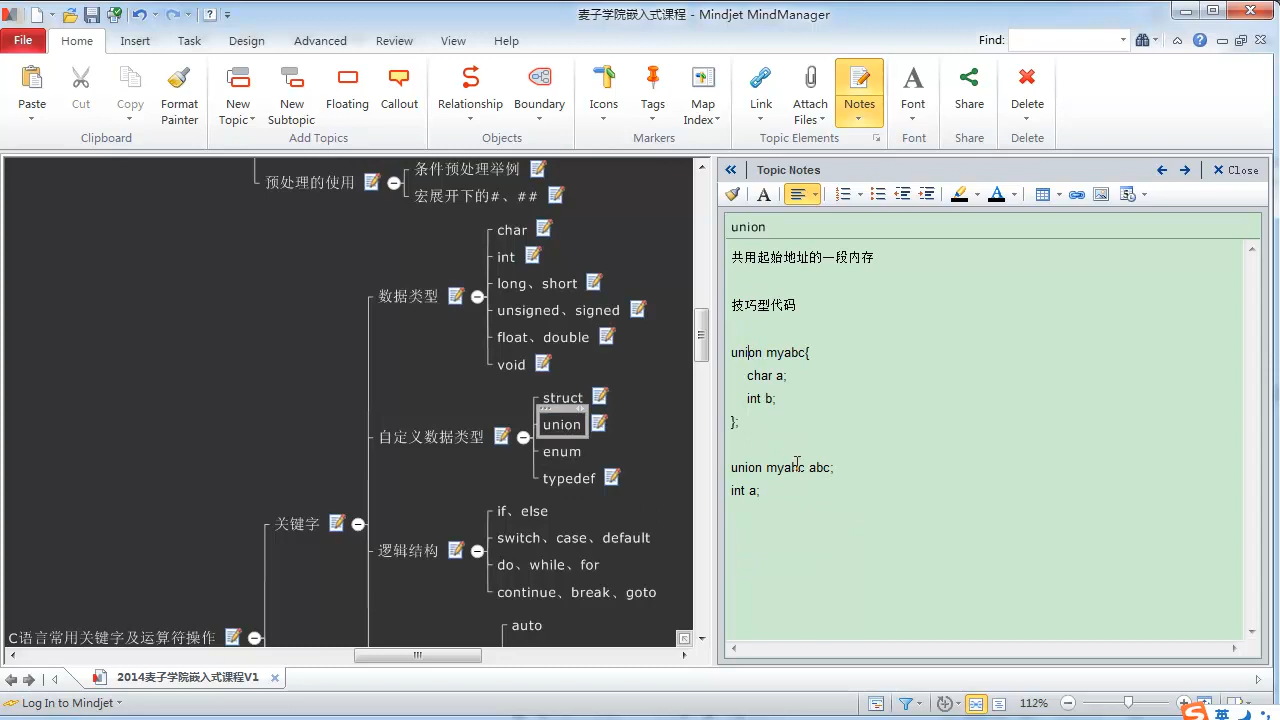 麦子学院嵌入式课程 - Mindjet MindManager
File
Home
Insert
Task
Design
Advanced
Review
View
Help
Find:
Paste
Cut
Copy
Format Painter
Clipboard
New Topic
New Subtopic
Floating
Callout
Add Topics
Relationship
Boundary
Objects
Icons
Tags
Map Index
Markers
Link
Attach Files
Notes
Topic Elements
Font
Font
Share
Share
Delete
Delete
预处理的使用
条件预处理举例
宏展开下的#、##
数据类型
char
int
long、short
unsigned、signed
float、double
void
自定义数据类型
struct
union
enum
typedef
关键字
逻辑结构
if、else
switch、case、default
do、while、for
continue、break、goto
auto
C语言常用关键字及运算符操作
Topic Notes
Close
union
共用起始地址的一段内存
技巧型代码
union myabc{
char a;
int b;
};
union myabc abc;
int a;
2014麦子学院嵌入式课程V1
Log In to Mindjet
112%
英